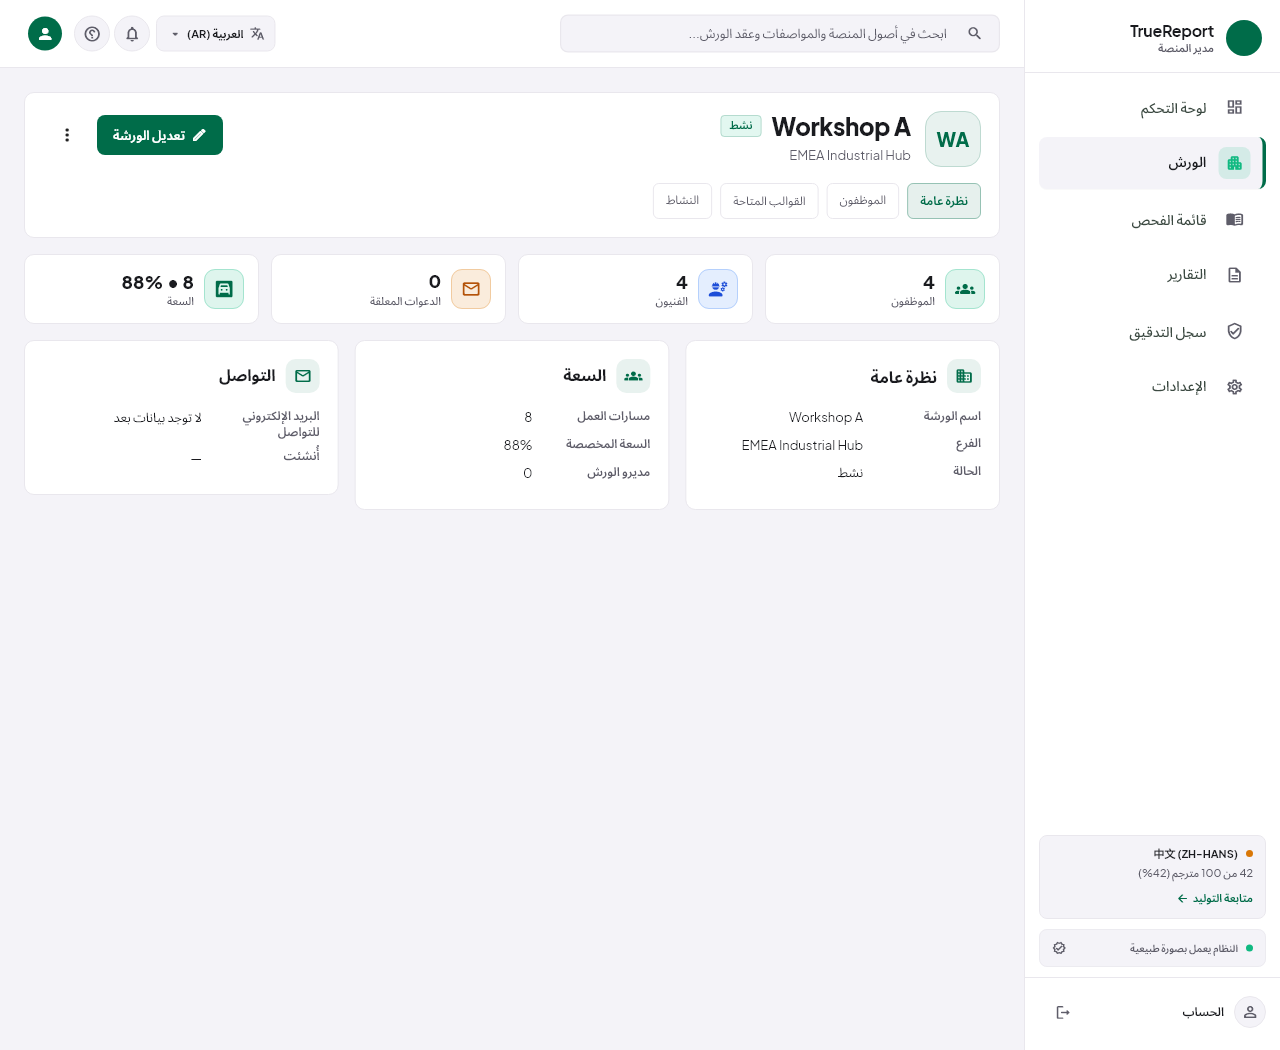 TrueReport
مدير المنصة
لوحة التحكم
الورش
قائمة الفحص
التقارير
سجل التدقيق
الإعدادات
中文 (ZH-HANS)
42 من 100 مترجم (42%)
متابعة التوليد ←
النظام يعمل بصورة طبيعية
الحساب
ابحث في أصول المنصة والمواصفات وعقد الورش...
العربية (AR)
WA
Workshop A
نشط
EMEA Industrial Hub
تعديل الورشة
نظرة عامة
الموظفون
القوالب المتاحة
النشاط
4
الموظفون
4
الفنيون
0
الدعوات المعلقة
8 • 88%
السعة
نظرة عامة
اسم الورشة Workshop A
الفرع EMEA Industrial Hub
الحالة نشط
السعة
مسارات العمل 8
السعة المخصصة 88%
مديرو الورش 0
التواصل
البريد الإلكتروني للتواصل لا توجد بيانات بعد
أُنشئت —